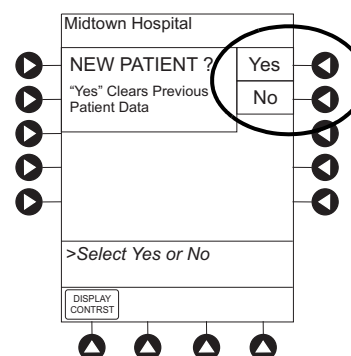 Midtown Hospital
NEW PATIENT ?
Yes
“Yes” Clears Previous
Patient Data
No
>Select Yes or No
DISPLAY
CONTRST